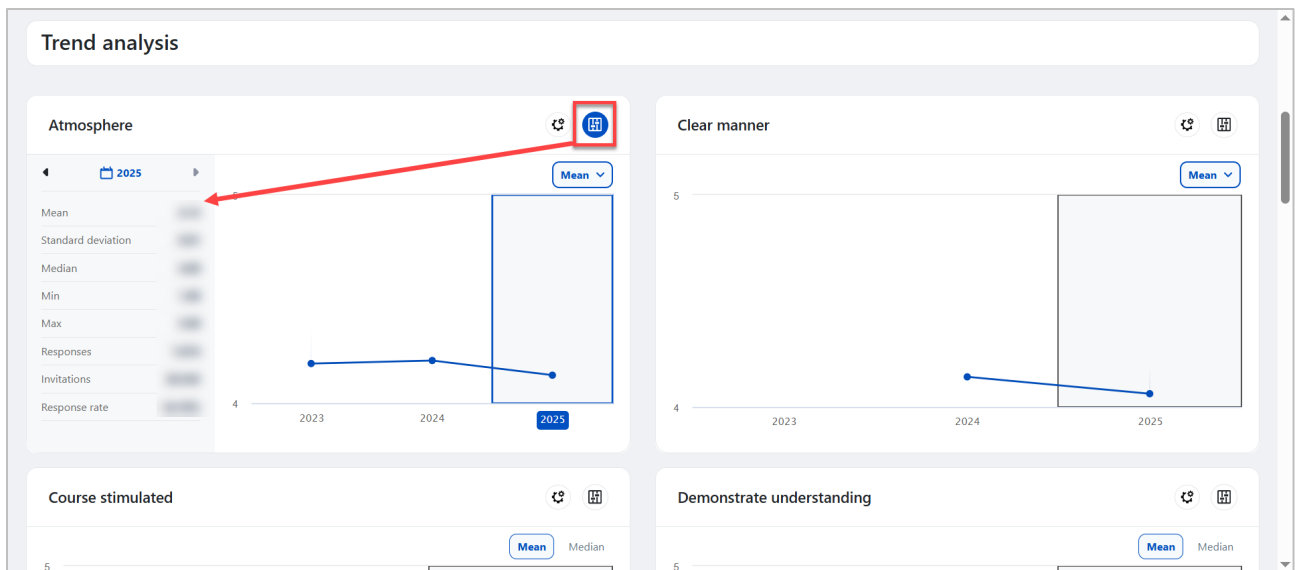 Trend analysis
Atmosphere
2025
Mean
Standard deviation
Median
Min
Max
Responses
Invitations
Response rate
Mean
5
4
2023 2024 2025
Clear manner
Mean
5
4
2023 2024 2025
Course stimulated
Mean Median
5
Demonstrate understanding
Mean Median
5